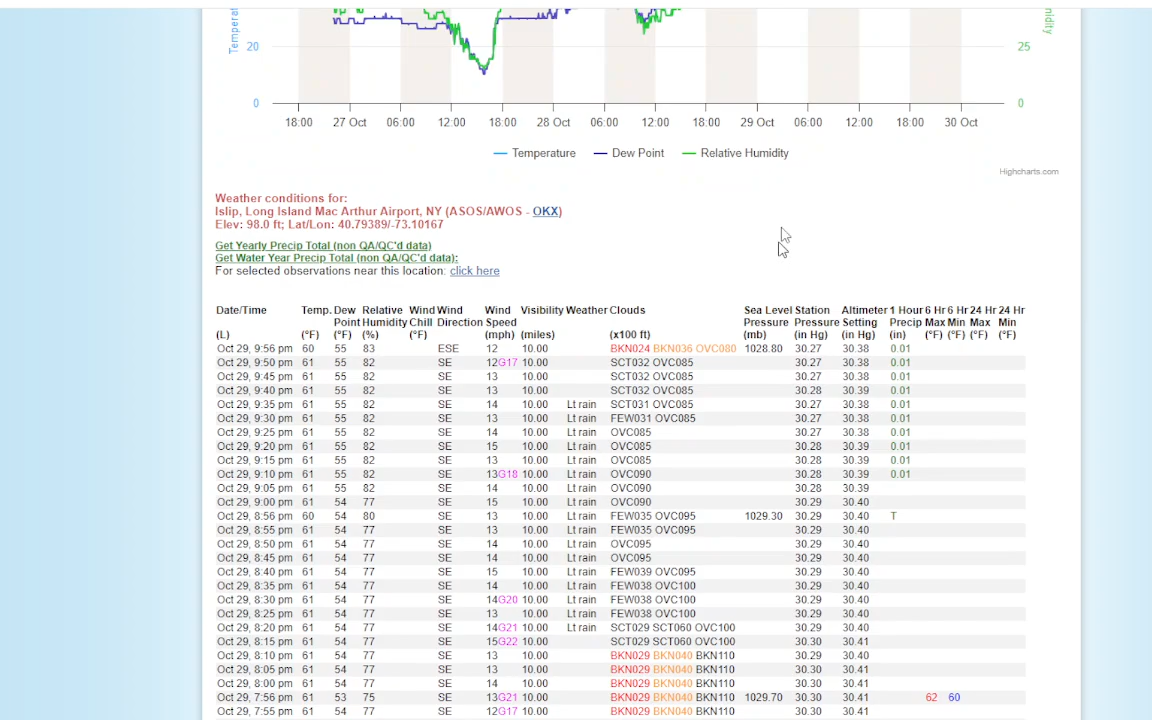 Temperat
20
0
nidity
25
0
18:00 27 Oct 06:00 12:00 18:00 28 Oct 06:00 12:00 18:00 29 Oct 06:00 12:00 18:00 30 Oct
Temperature Dew Point Relative Humidity
Highcharts.com
Weather conditions for:
Islip, Long Island Mac Arthur Airport, NY (ASOS/AWOS - OKX)
Elev: 98.0 ft; Lat/Lon: 40.79389/-73.10167
Get Yearly Precip Total (non QA/QC'd data)
Get Water Year Precip Total (non QA/QC'd data):
For selected observations near this location: click here
Date/Time Temp. Dew Relative Wind Wind Wind Visibility Weather Clouds Sea Level Station Altimeter 1 Hour 6 Hr 6 Hr 24 Hr 24 Hr
Point Humidity Chill Direction Speed Pressure Pressure Setting Precip Max Min Max Min
(L) (°F) (°F) (%) (°F) (mph) (miles) (x100 ft) (mb) (in Hg) (in Hg) (in) (°F) (°F) (°F) (°F)
Oct 29, 9:56 pm 60 55 83 ESE 12 10.00 BKN024 BKN036 OVC080 1028.80 30.27 30.38 0.01
Oct 29, 9:50 pm 61 55 82 SE 12G17 10.00 SCT032 OVC085 30.27 30.38 0.01
Oct 29, 9:45 pm 61 55 82 SE 13 10.00 SCT032 OVC085 30.27 30.38 0.01
Oct 29, 9:40 pm 61 55 82 SE 13 10.00 SCT032 OVC085 30.28 30.39 0.01
Oct 29, 9:35 pm 61 55 82 SE 14 10.00 Lt rain SCT031 OVC085 30.27 30.38 0.01
Oct 29, 9:30 pm 61 55 82 SE 13 10.00 Lt rain FEW031 OVC085 30.27 30.38 0.01
Oct 29, 9:25 pm 61 55 82 SE 14 10.00 Lt rain OVC085 30.27 30.38 0.01
Oct 29, 9:20 pm 61 55 82 SE 15 10.00 Lt rain OVC085 30.28 30.39 0.01
Oct 29, 9:15 pm 61 55 82 SE 13 10.00 Lt rain OVC085 30.28 30.39 0.01
Oct 29, 9:10 pm 61 55 82 SE 13G18 10.00 Lt rain OVC090 30.28 30.39 0.01
Oct 29, 9:05 pm 61 55 82 SE 14 10.00 Lt rain OVC090 30.28 30.39
Oct 29, 9:00 pm 61 54 77 SE 15 10.00 Lt rain OVC090 30.29 30.40
Oct 29, 8:56 pm 60 54 80 SE 13 10.00 Lt rain FEW035 OVC095 1029.30 30.29 30.40 T
Oct 29, 8:55 pm 61 54 77 SE 13 10.00 Lt rain FEW035 OVC095 30.29 30.40
Oct 29, 8:50 pm 61 54 77 SE 14 10.00 Lt rain OVC095 30.29 30.40
Oct 29, 8:45 pm 61 54 77 SE 14 10.00 Lt rain OVC095 30.29 30.40
Oct 29, 8:40 pm 61 54 77 SE 15 10.00 Lt rain FEW039 OVC095 30.29 30.40
Oct 29, 8:35 pm 61 54 77 SE 14 10.00 Lt rain FEW038 OVC100 30.29 30.40
Oct 29, 8:30 pm 61 54 77 SE 14G20 10.00 Lt rain FEW038 OVC100 30.29 30.40
Oct 29, 8:25 pm 61 54 77 SE 13 10.00 Lt rain FEW038 OVC100 30.29 30.40
Oct 29, 8:20 pm 61 54 77 SE 14G21 10.00 Lt rain SCT029 SCT060 OVC100 30.29 30.40
Oct 29, 8:15 pm 61 54 77 SE 15G22 10.00 SCT029 SCT060 OVC100 30.30 30.41
Oct 29, 8:10 pm 61 54 77 SE 13 10.00 BKN029 BKN040 BKN110 30.29 30.40
Oct 29, 8:05 pm 61 54 77 SE 13 10.00 BKN029 BKN040 BKN110 30.30 30.41
Oct 29, 8:00 pm 61 54 77 SE 14 10.00 BKN029 BKN040 BKN110 30.30 30.41
Oct 29, 7:56 pm 61 53 75 SE 13G21 10.00 BKN029 BKN040 BKN110 1029.70 30.30 30.41 62 60
Oct 29, 7:55 pm 61 54 77 SE 12G17 10.00 BKN029 BKN040 BKN110 30.30 30.41